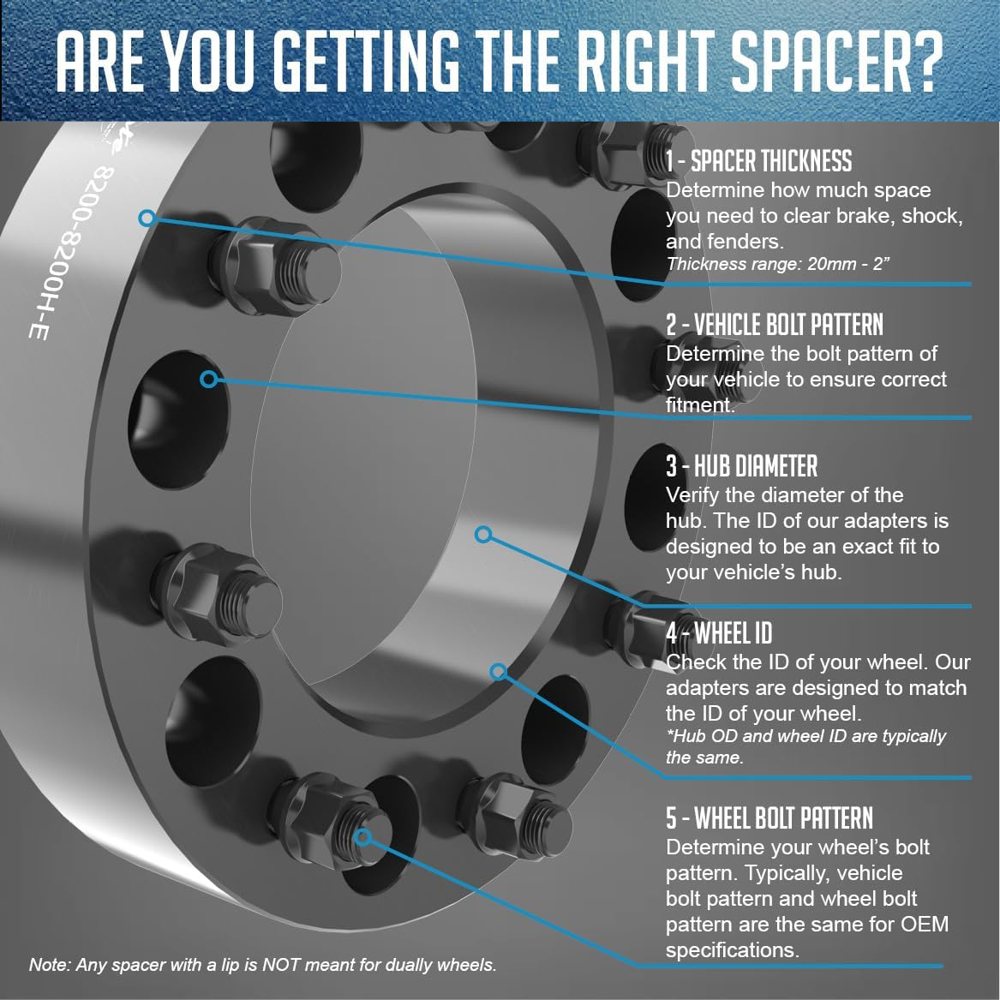 ARE YOU GETTING THE RIGHT SPACER?
8200-8200H-E
1 - SPACER THICKNESS
Determine how much space
you need to clear brake, shock,
and fenders.
Thickness range: 20mm - 2”
2 - VEHICLE BOLT PATTERN
Determine the bolt pattern of
your vehicle to ensure correct
fitment.
3 - HUB DIAMETER
Verify the diameter of the
hub. The ID of our adapters is
designed to be an exact fit to
your vehicle’s hub.
4 - WHEEL ID
Check the ID of your wheel. Our
adapters are designed to match
the ID of your wheel.
*Hub OD and wheel ID are typically
the same.
5 - WHEEL BOLT PATTERN
Determine your wheel’s bolt
pattern. Typically, vehicle
bolt pattern and wheel bolt
pattern are the same for OEM
specifications.
Note: Any spacer with a lip is NOT meant for dually wheels.